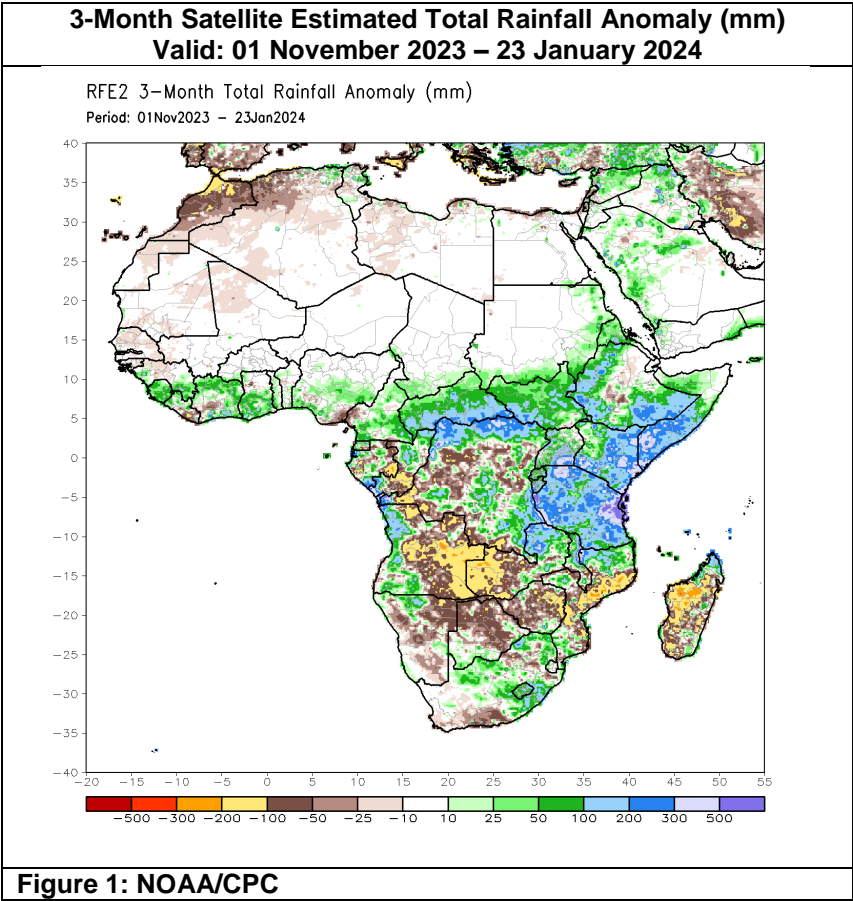 3-Month Satellite Estimated Total Rainfall Anomaly (mm)
Valid: 01 November 2023 – 23 January 2024
RFE2 3-Month Total Rainfall Anomaly (mm)
Period: 01Nov2023 - 23Jan2024
40
35
30
25
20
15
10
5
0
-5
-10
-15
-20
-25
-30
-35
-40
-20 -15 -10 -5 0 5 10 15 20 25 30 35 40 45 50 55
-500 -300 -200 -100 -50 -25 -10 10 25 50 100 200 300 500
Figure 1: NOAA/CPC